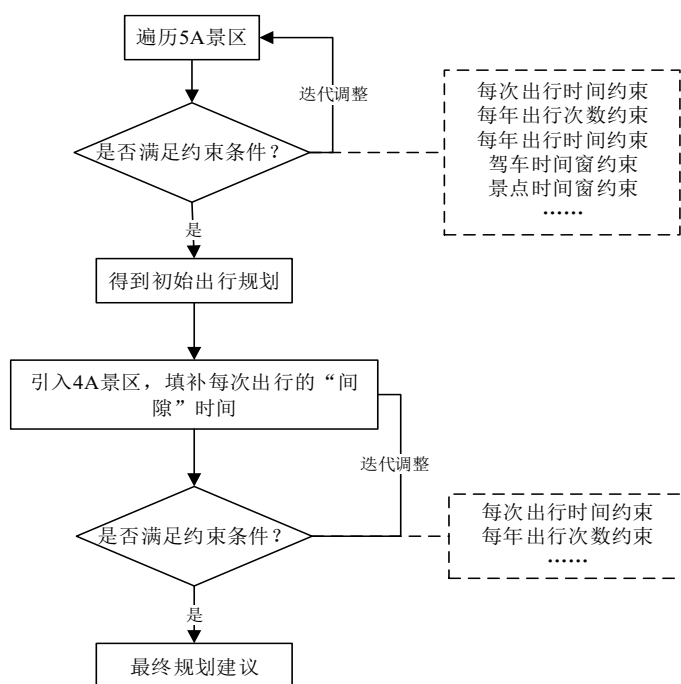 遍历5A景区
迭代调整
每次出行时间约束
每年出行次数约束
每年出行时间约束
驾车时间窗约束
景点时间窗约束
……
是否满足约束条件？
是
得到初始出行规划
引入4A景区，填补每次出行的“间
隙”时间
迭代调整
每次出行时间约束
每年出行次数约束
……
是否满足约束条件？
是
最终规划建议